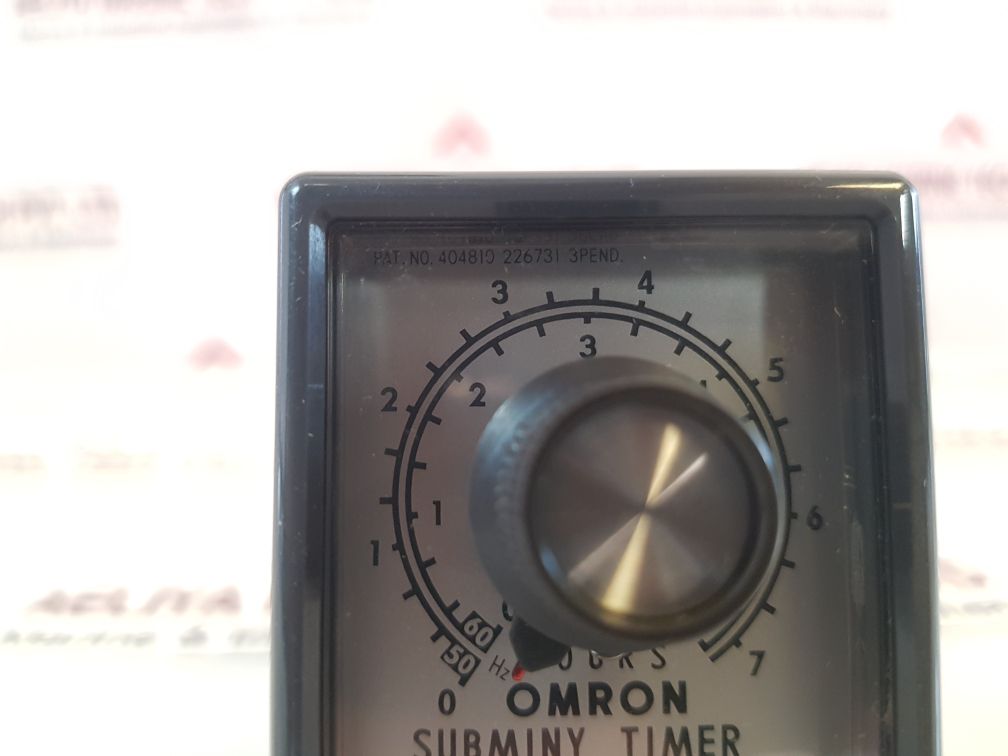 PAT. NO. 404810 226731 3PEND.
3 4
3
5
2 2
1 6
1
60
50 Hz
7
0 OMRON
SUBMINY TIMER